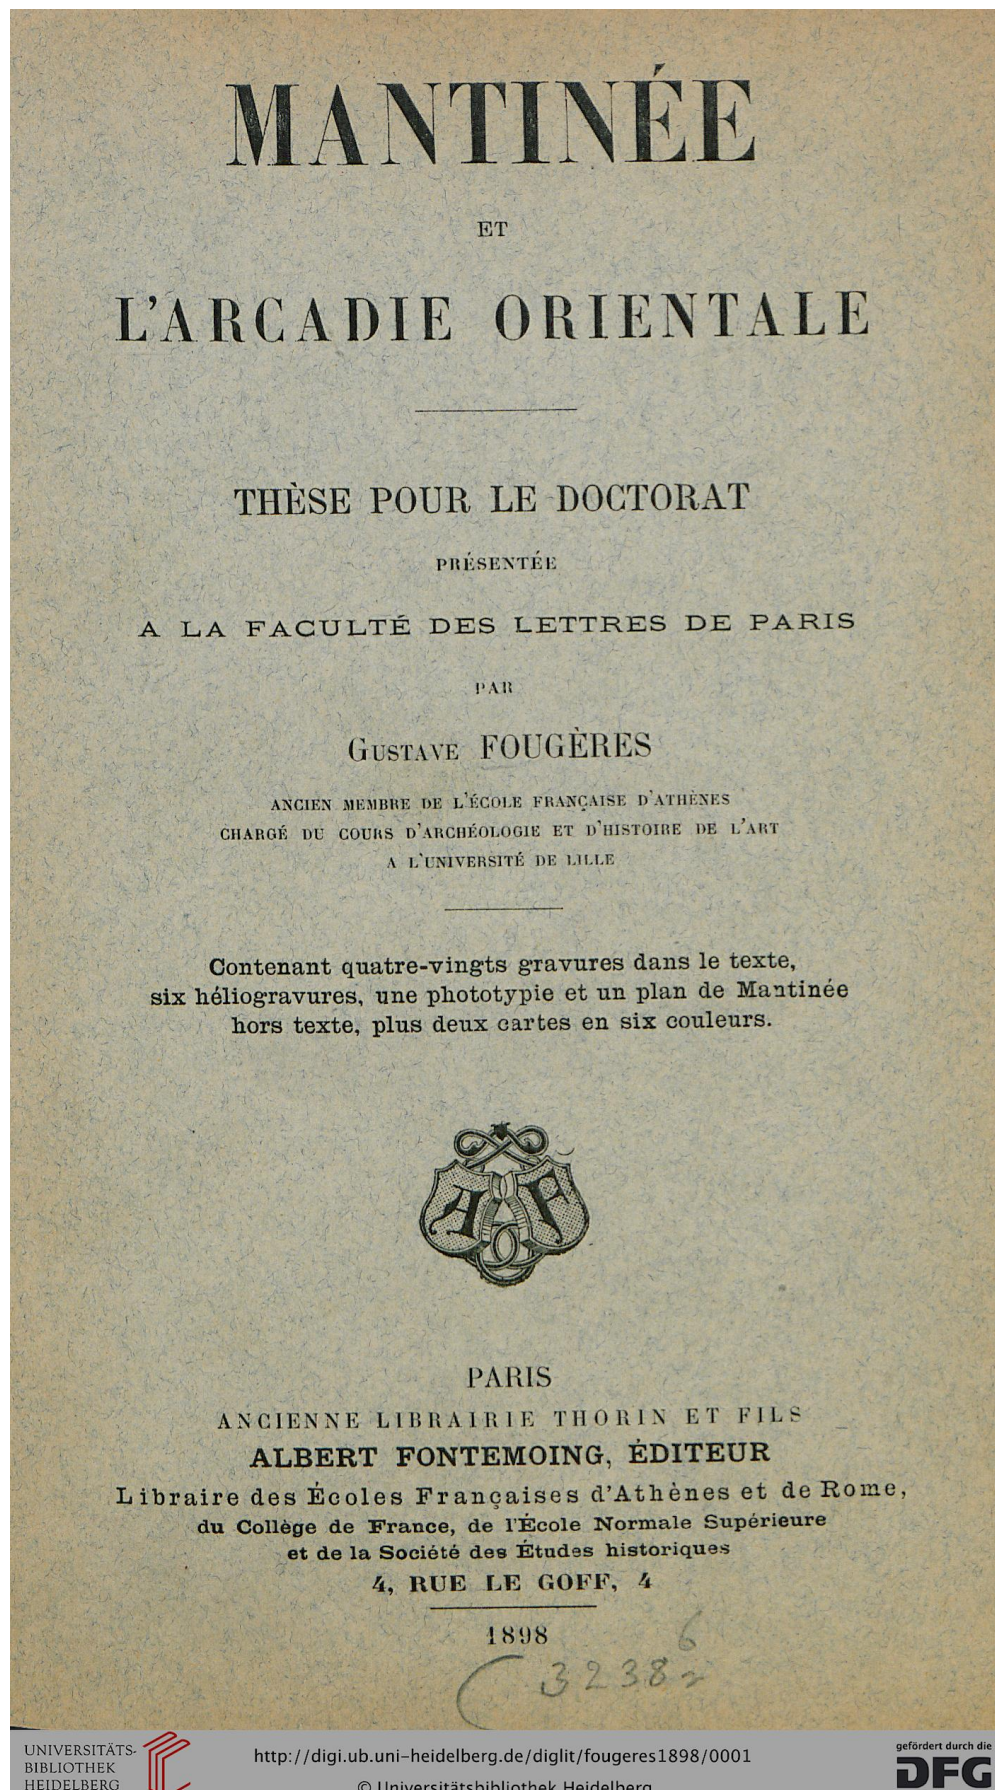 MANTINÉE
ET
L'ARCADIE ORIENTALE
THÈSE POUR LE DOCTORAT
PRÉSENTÉE
A LA FACULTÉ DES LETTRES DE PARIS
PAR
GUSTAVE FOUGÈRES
ANCIEN MEMBRE DE L'ÉCOLE FRANÇAISE D'ATHÈNES
CHARGÉ DU COURS D'ARCHÉOLOGIE ET D'HISTOIRE DE L'ART
A L'UNIVERSITÉ DE LILLE
Contenant quatre-vingts gravures dans le texte,
six héliogravures, une phototypie et un plan de Mantinée
hors texte, plus deux cartes en six couleurs.
A F
PARIS
ANCIENNE LIBRAIRIE THORIN ET FILS
ALBERT FONTEMOING, ÉDITEUR
Libraire des Écoles Françaises d'Athènes et de Rome,
du Collège de France, de l'École Normale Supérieure
et de la Société des Études historiques
4, RUE LE GOFF, 4
1898
6
3238
UNIVERSITÄTS-
BIBLIOTHEK
HEIDELBERG
http://digi.ub.uni-heidelberg.de/diglit/fougeres1898/0001
© Universitätsbibliothek Heidelberg
gefördert durch die
DFG